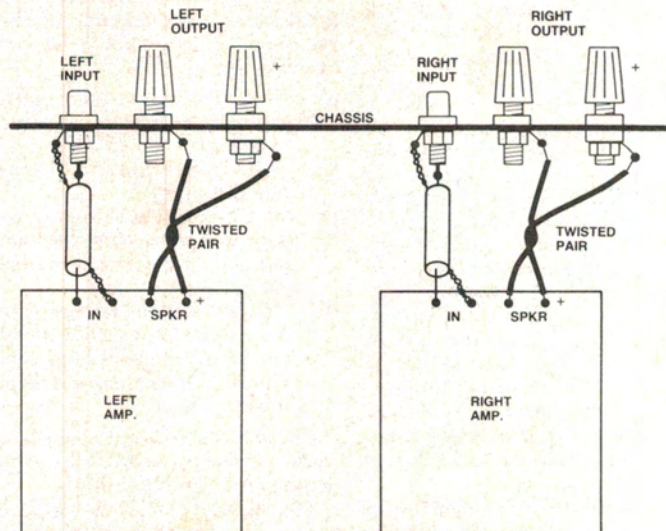 LEFT
OUTPUT
LEFT
INPUT
+
CHASSIS
TWISTED
PAIR
IN
SPKR
+
LEFT
AMP.
RIGHT
OUTPUT
RIGHT
INPUT
+
TWISTED
PAIR
IN
SPKR
+
RIGHT
AMP.